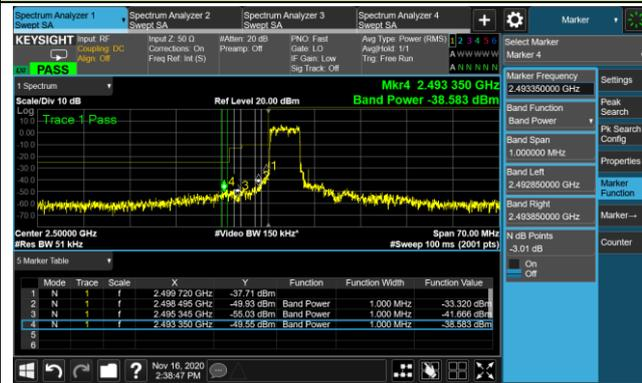 Spectrum Analyzer 1
Swept SA
Spectrum Analyzer 2
Swept SA
Spectrum Analyzer 3
Swept SA
Spectrum Analyzer 4
Swept SA
+
Marker
KEYSIGHT
Input: RF
Coupling: DC
Align: Off
Input Z: 50 Ω
Corrections: On
Freq Ref: Int (S)
#Atten: 20 dB
Preamp: Off
PNO: Fast
Gate: LO
IF Gain: Low
Sig Track: Off
Avg Type: Power (RMS)
Avg|Hold: 1/1
Trig: Free Run
1 2 3 4 5 6
A W W W W W
A N N N N N
LXI PASS
Select Marker
Marker 4
1 Spectrum
Mkr4 2.493 350 GHz
Scale/Div 10 dB
Ref Level 20.00 dBm
Band Power -38.583 dBm
Log
Trace 1 Pass
10.0
0.00
-10.0
-20.0
-30.0
-40.0
-50.0
-60.0
-70.0
4
3
1
Center 2.50000 GHz
#Video BW 150 kHz*
Span 70.00 MHz
#Res BW 51 kHz
#Sweep 100 ms (2001 pts)
Marker Frequency
2.493350000 GHz
Band Function
Band Power
Band Span
1.000000 MHz
Band Left
2.492850000 GHz
Band Right
2.493850000 GHz
N dB Points
-3.01 dB
On
Off
Settings
Peak
Search
Pk Search
Config
Properties
Marker
Function
Marker→
Counter
5 Marker Table
Mode Trace Scale X Y Function Function Width Function Value
1 N 1 f 2.499 720 GHz -37.71 dBm
2 N 1 f 2.498 495 GHz -49.93 dBm Band Power 1.000 MHz -33.320 dBm
3 N 1 f 2.495 345 GHz -55.03 dBm Band Power 1.000 MHz -41.666 dBm
4 N 1 f 2.493 350 GHz -49.55 dBm Band Power 1.000 MHz -38.583 dBm
5
6
?
Nov 16, 2020
2:38:47 PM